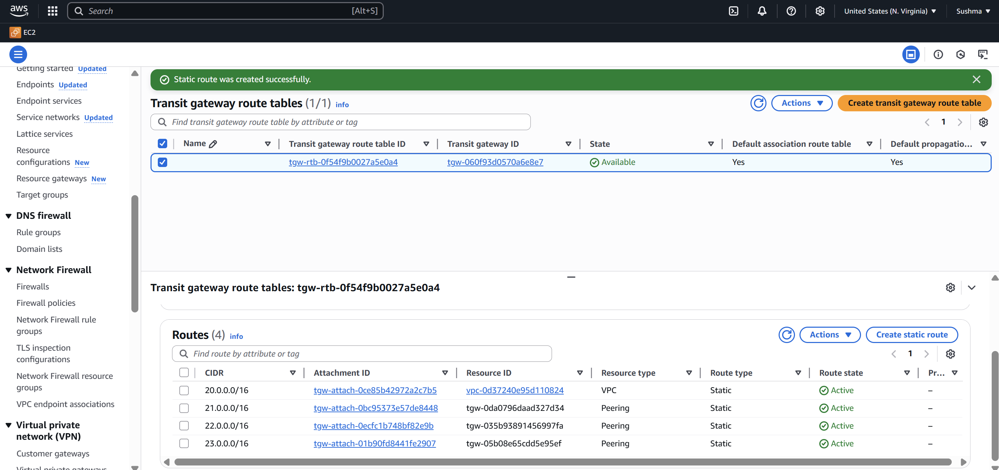 aws
Search
[Alt+S]
United States (N. Virginia)
Sushma
EC2
Getting started Updated
Endpoints Updated
Endpoint services
Service networks Updated
Lattice services
Resource
configurations New
Resource gateways New
Target groups
DNS firewall
Rule groups
Domain lists
Network Firewall
Firewalls
Firewall policies
Network Firewall rule
groups
TLS inspection
configurations
Network Firewall resource
groups
VPC endpoint associations
Virtual private
network (VPN)
Customer gateways
Virtual private gateways
Static route was created successfully.
Transit gateway route tables (1/1) info
Actions
Create transit gateway route table
Find transit gateway route table by attribute or tag
1
Name Transit gateway route table ID Transit gateway ID State Default association route table Default propagatio...
tgw-rtb-0f54f9b0027a5e0a4 tgw-060f93d0570a6e8e7 Available Yes Yes
Transit gateway route tables: tgw-rtb-0f54f9b0027a5e0a4
Routes (4) info
Actions
Create static route
Find route by attribute or tag
1
CIDR Attachment ID Resource ID Resource type Route type Route state Pr...
20.0.0.0/16 tgw-attach-0ce85b42972a2c7b5 vpc-0d37240e95d110824 VPC Static Active –
21.0.0.0/16 tgw-attach-0bc95373e57de8448 tgw-0da0796daad327d34 Peering Static Active –
22.0.0.0/16 tgw-attach-0ecfc1b748bf82e9b tgw-035b93891456997fa Peering Static Active –
23.0.0.0/16 tgw-attach-01b90fd8441fe2907 tgw-05b08e65cdd5e95ef Peering Static Active –